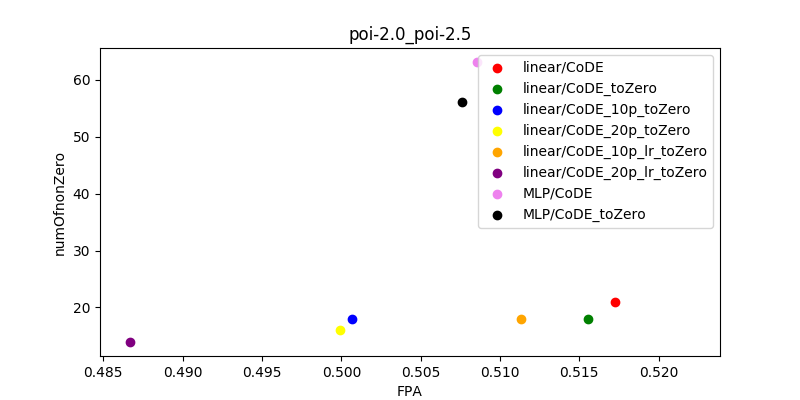 poi-2.0_poi-2.5
linear/CoDE
linear/CoDE_toZero
linear/CoDE_10p_toZero
linear/CoDE_20p_toZero
linear/CoDE_10p_lr_toZero
linear/CoDE_20p_lr_toZero
MLP/CoDE
MLP/CoDE_toZero
numOfnonZero
60
50
40
30
20
0.485 0.490 0.495 0.500 0.505 0.510 0.515 0.520
FPA